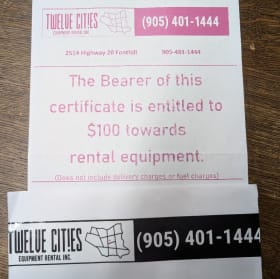 TWELVE CITIES
EQUIPMENT RENTAL INC.
(905) 401-1444
2514 Highway 20 Fonthill 905-401-1444
The Bearer of this
certificate is entitled to
$100 towards
rental equipment.
(Does not include delivery charges or fuel charges)
TWELVE CITIES
EQUIPMENT RENTAL INC.
(905) 401-1444